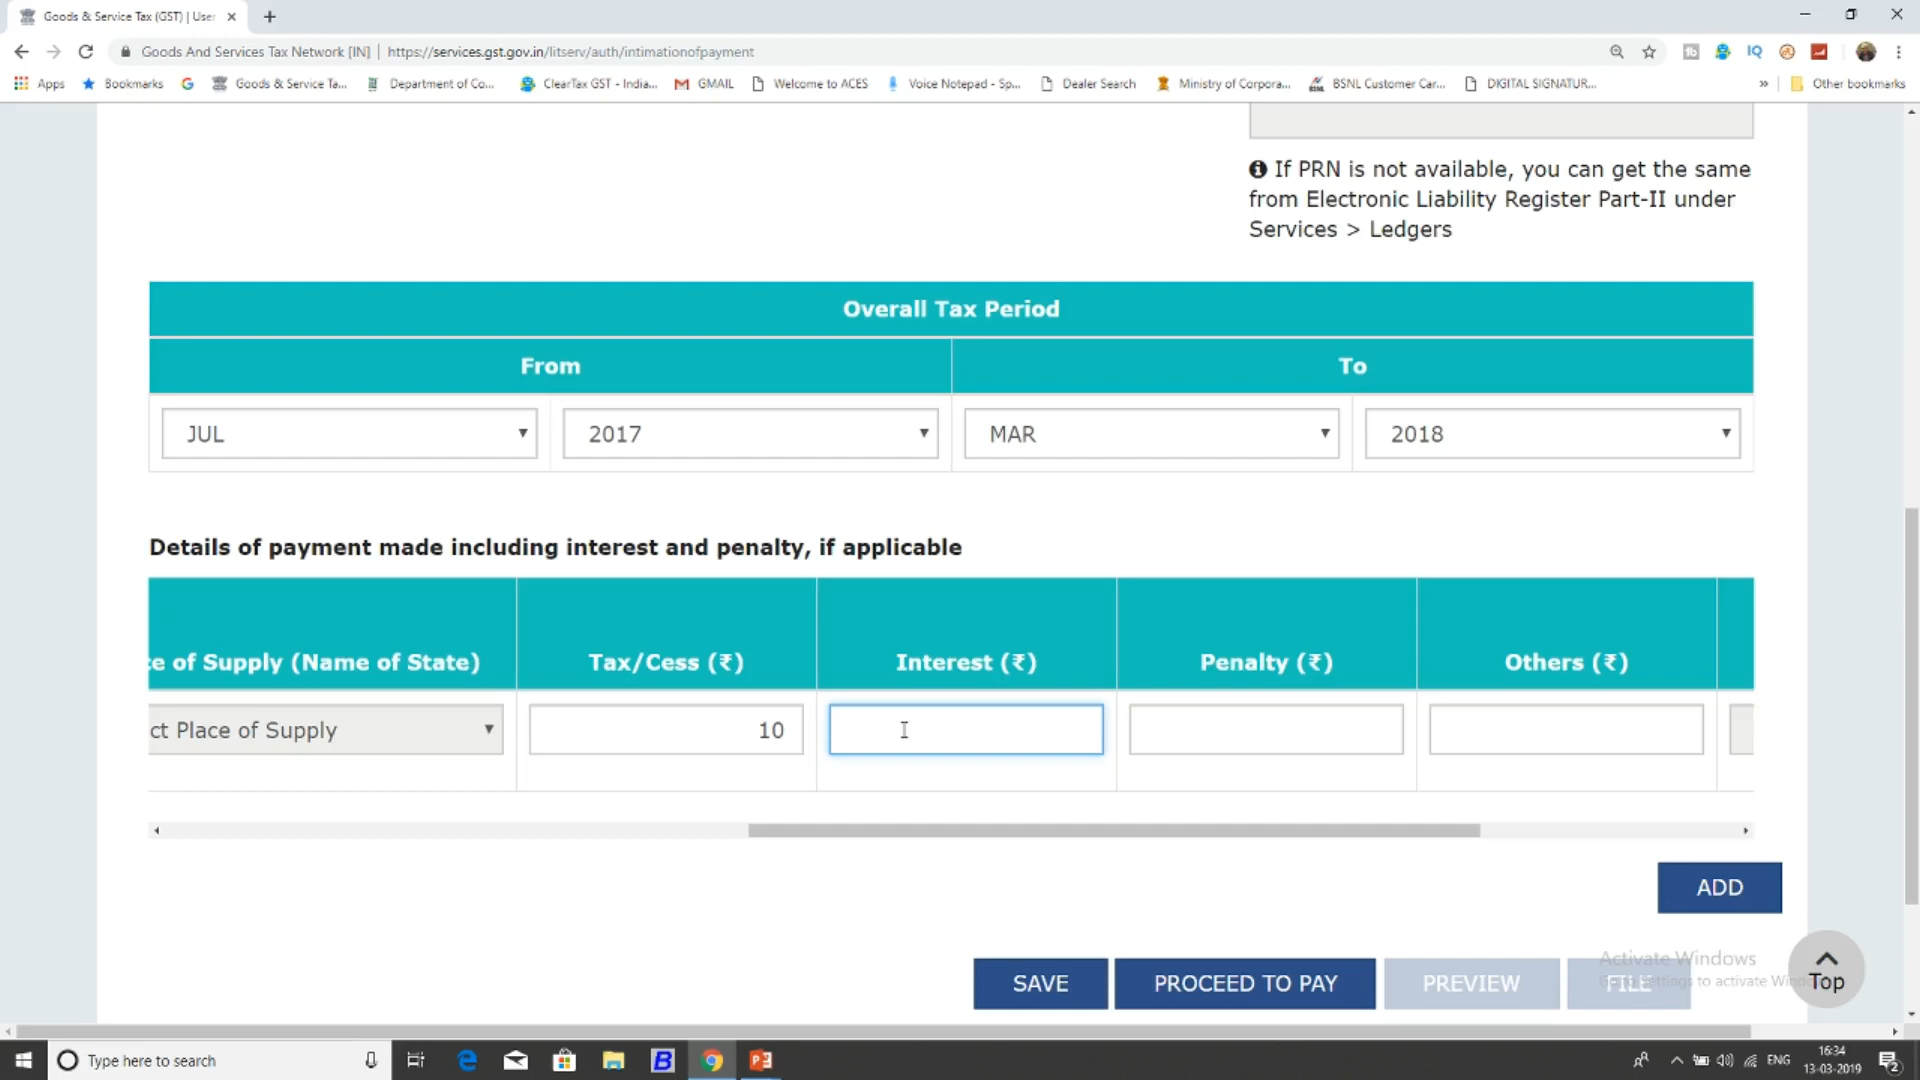 Goods & Service Tax (GST) | User
Goods And Services Tax Network [IN] | https://services.gst.gov.in/litserv/auth/intimationofpayment
Apps Bookmarks Goods & Service Ta... Department of Co... ClearTax GST - India... GMAIL Welcome to ACES Voice Notepad - Sp... Dealer Search Ministry of Corpora... BSNL Customer Car... DIGITAL SIGNATUR... » Other bookmarks
If PRN is not available, you can get the same
from Electronic Liability Register Part-II under
Services > Ledgers
Overall Tax Period
From To
JUL 2017 MAR 2018
Details of payment made including interest and penalty, if applicable
ce of Supply (Name of State) Tax/Cess (₹) Interest (₹) Penalty (₹) Others (₹)
ct Place of Supply 10
ADD
Activate Windows
SAVE PROCEED TO PAY PREVIEW FILE
Top
Type here to search
ENG
16:34
13-03-2019
2